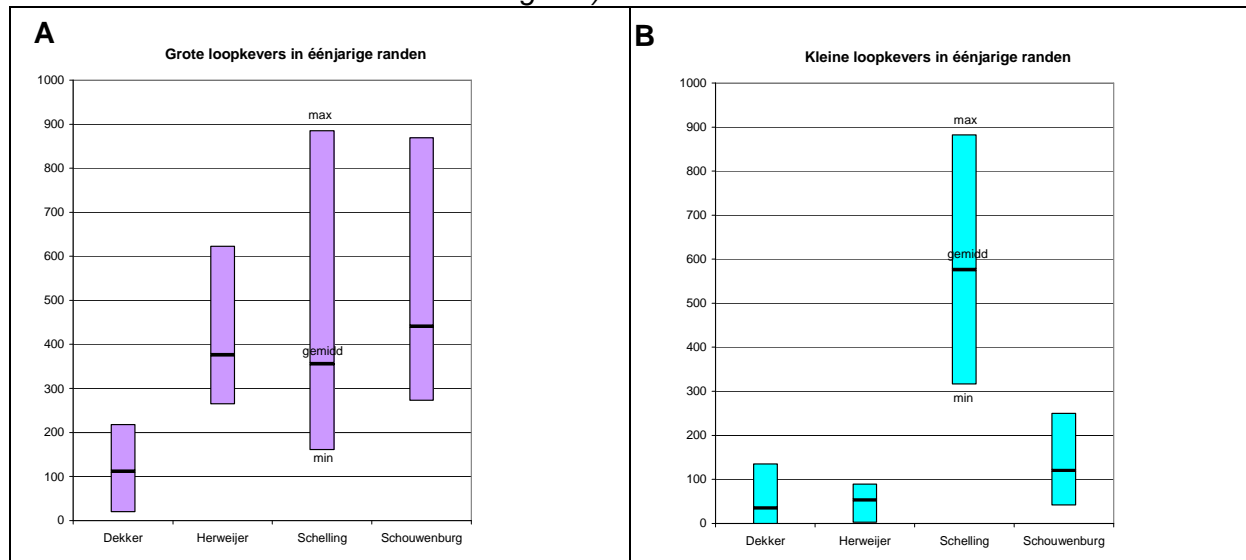 A
Grote loopkevers in éénjarige randen
1000
900
800
700
600
500
400
300
200
100
0
max
gemidd
min
Dekker Herweijer Schelling Schouwenburg
B
Kleine loopkevers in éénjarige randen
1000
900
800
700
600
500
400
300
200
100
0
max
gemidd
min
Dekker Herweijer Schelling Schouwenburg